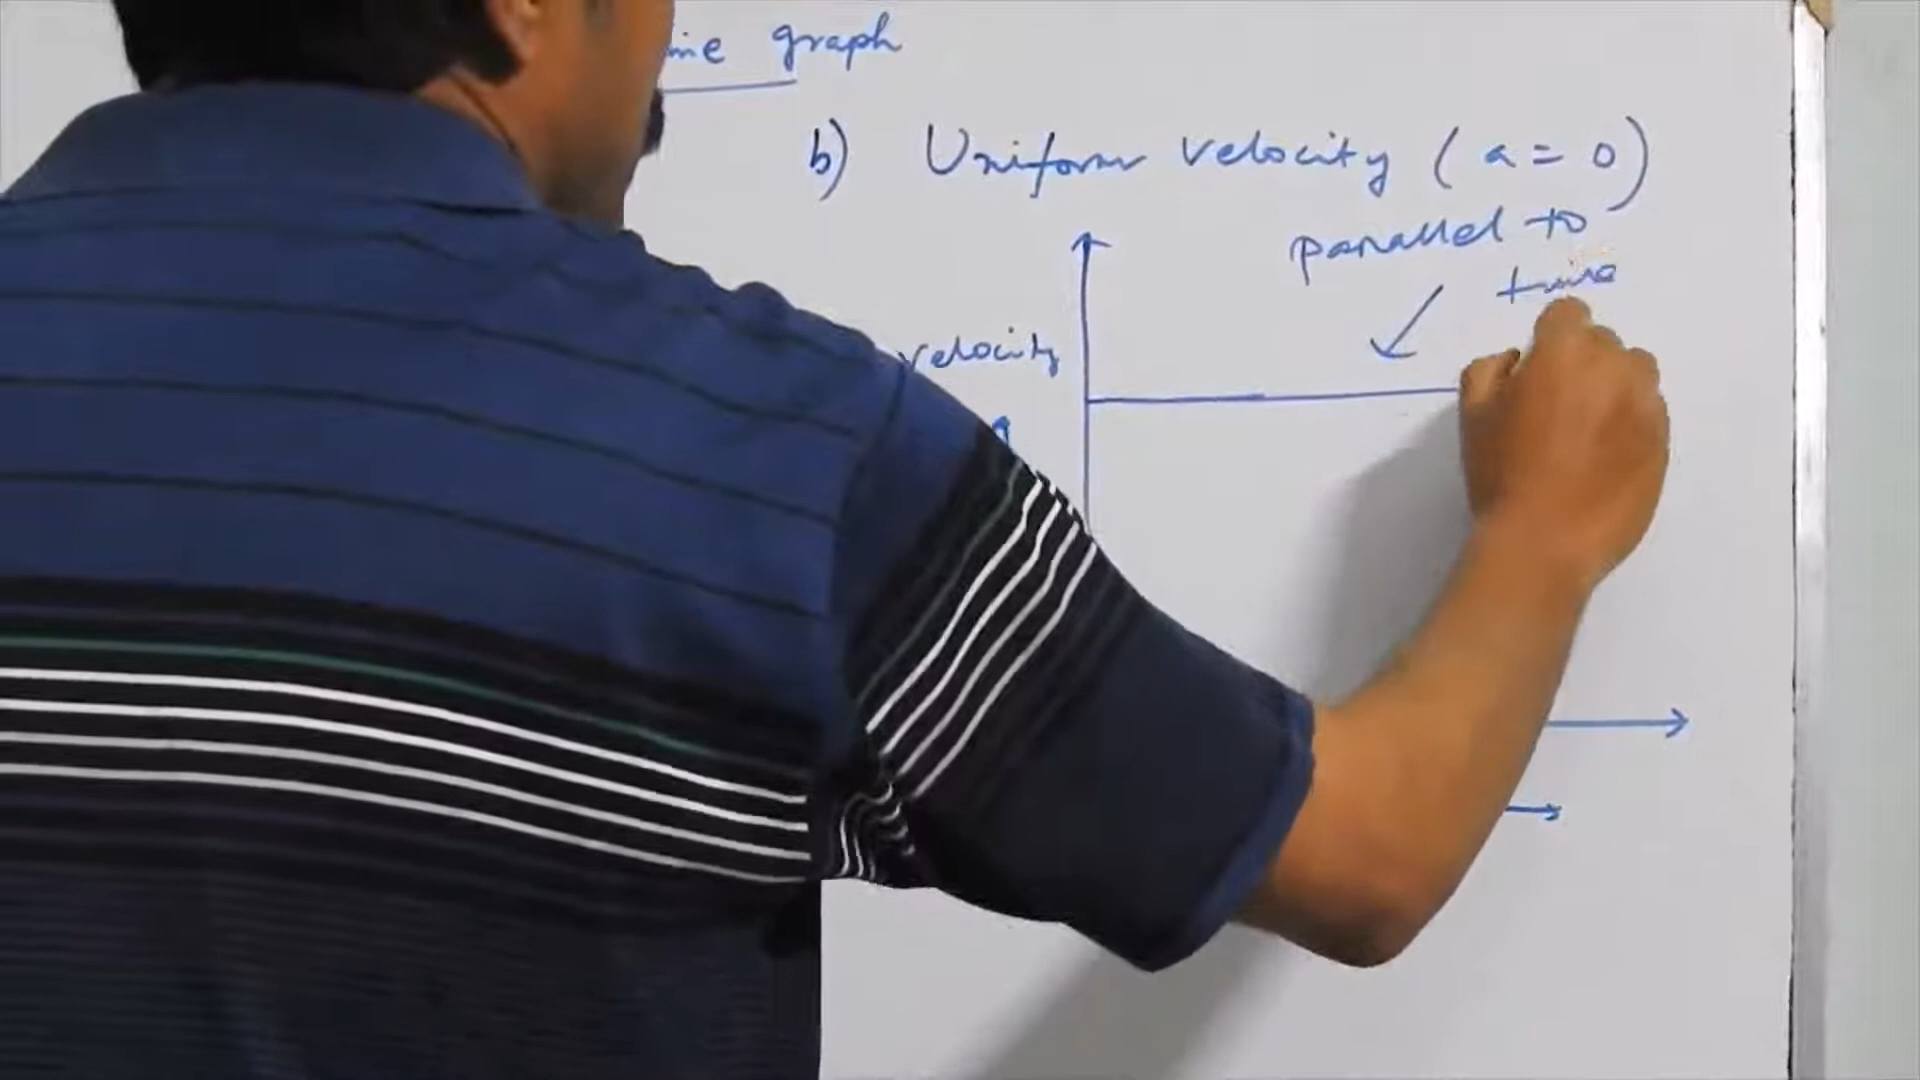 graph
b) Uniform velocity (a = 0)
parallel to
time
velocity